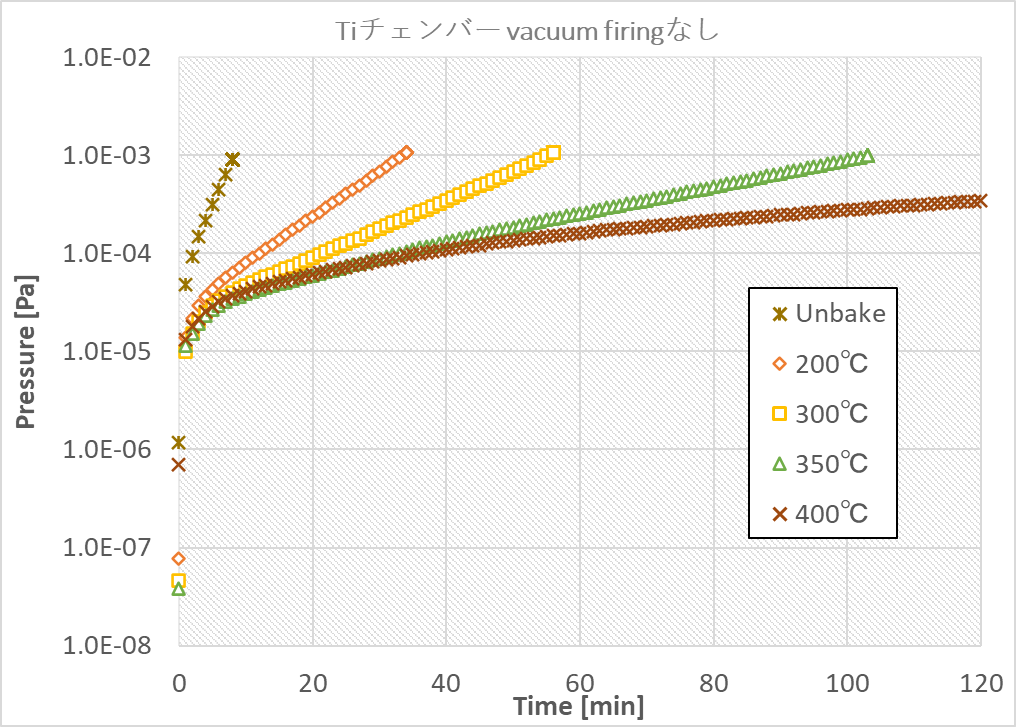 Tiチェンバー vacuum firingなし
1.0E-02
1.0E-03
1.0E-04
1.0E-05
1.0E-06
1.0E-07
1.0E-08
Pressure [Pa]
Unbake
200℃
300℃
350℃
400℃
0 20 40 60 80 100 120
Time [min]